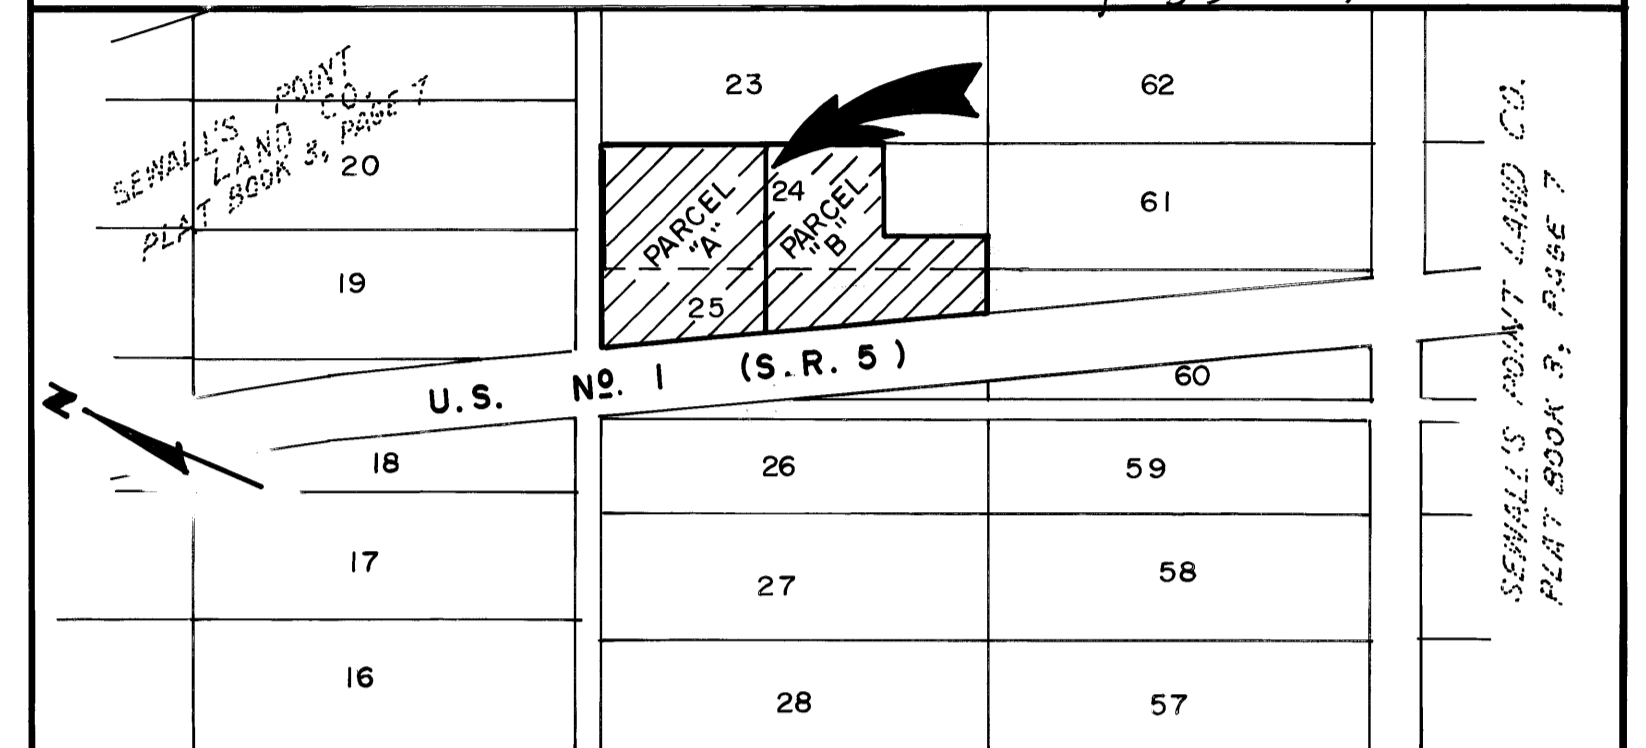 SEWALL'S POINT
LAND CO.
PLAT BOOK 3, PAGE 7
23
62
20
24
61
PARCEL
"A"
PARCEL
"B"
19
25
U.S. No. 1 (S.R. 5)
60
N
18
26
59
17
27
58
16
28
57
SEWALL'S POINT LAND CO.
PLAT BOOK 3, PAGE 7